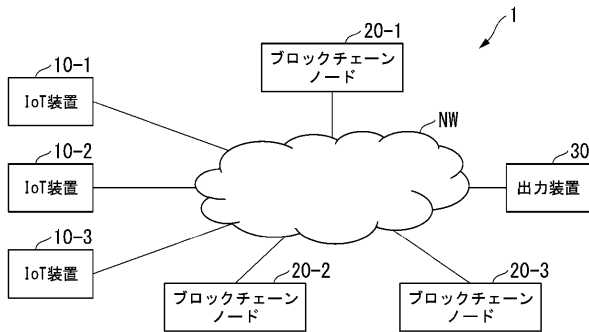 1
20-1
ブロックチェーン
ノード
10-1
IoT装置
NW
10-2
IoT装置
30
出力装置
10-3
IoT装置
20-2
ブロックチェーン
ノード
20-3
ブロックチェーン
ノード